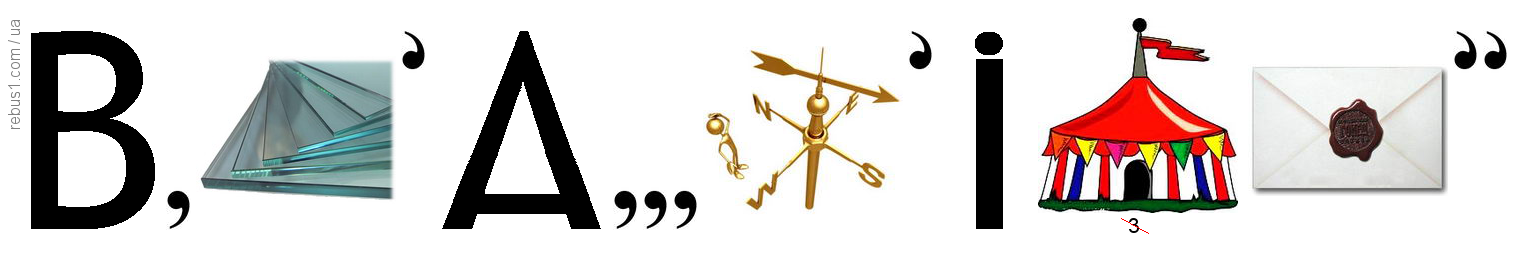 rebus1.com / ua
В , ’ А , , , ’ і ’ ’
N E S W
3